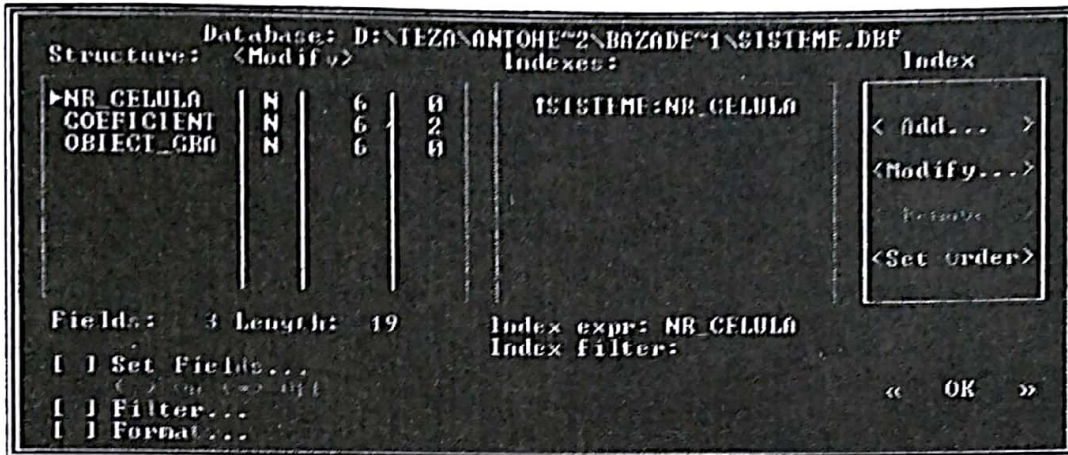 Database: D:\TEZA\ANTOHE~2\BAZADE~1\SISTEME.DBF
Structure: <Modify> Indexes: Index
NR_CELULA N 6 0 ↑SISTEME:NR_CELULA
COEFICIENT N 6 2 < Add... >
OBIECT_GRA N 6 0
<Modify...>
Remove
<Set order>
Fields: 3 Length: 19 Index expr: NR_CELULA
Index filter:
[ ] Set Fields...
[ ] Filter... « OK »
[ ] Format...